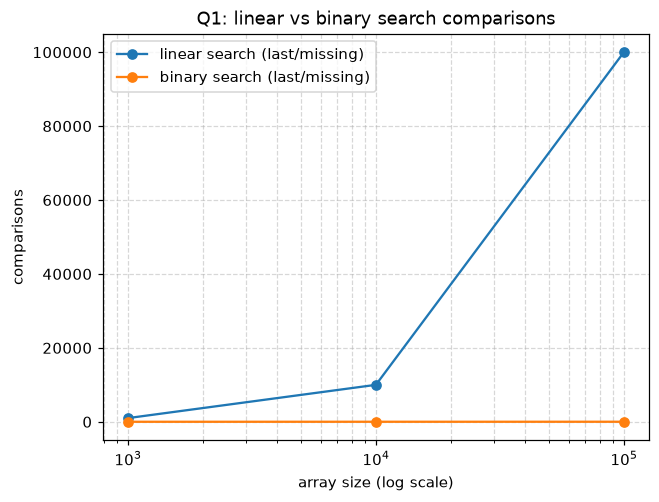 Q1: linear vs binary search comparisons
linear search (last/missing)
binary search (last/missing)
100000
80000
60000
40000
20000
0
comparisons
10³
10⁴
10⁵
array size (log scale)